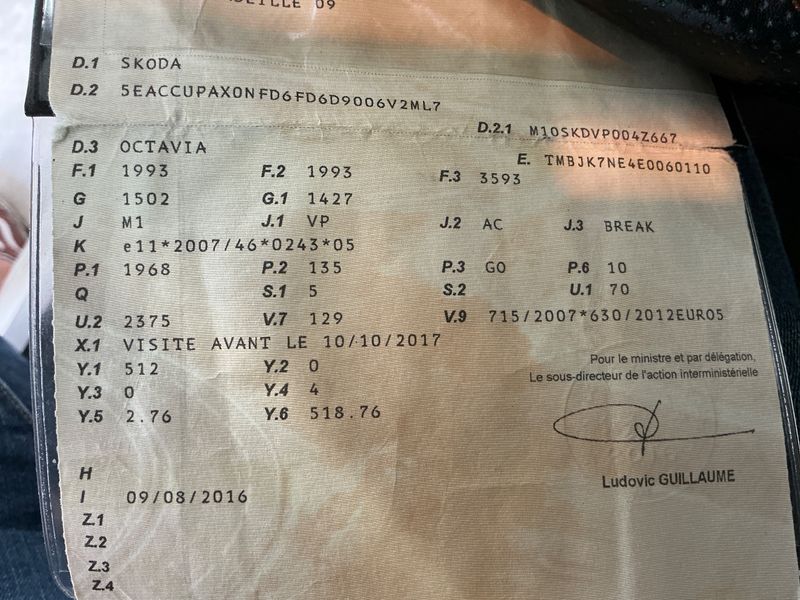 09
D.1 SKODA
D.2 5EACCUPAX0NFD6FD6D9006V2ML7
D.2.1 M10SKDVP004Z667
D.3 OCTAVIA
E. TMBJK7NE4E0060110
F.1 1993 F.2 1993 F.3 3593
G 1502 G.1 1427
J M1 J.1 VP J.2 AC J.3 BREAK
K e11*2007/46*0243*05
P.1 1968 P.2 135 P.3 GO P.6 10
Q S.1 5 S.2 U.1 70
U.2 2375 V.7 129 V.9 715/2007*630/2012EURO5
X.1 VISITE AVANT LE 10/10/2017
Y.1 512 Y.2 0
Y.3 0 Y.4 4
Y.5 2.76 Y.6 518.76
Pour le ministre et par délégation,
Le sous-directeur de l'action interministérielle
Ludovic GUILLAUME
H
I 09/08/2016
Z.1
Z.2
Z.3
Z.4